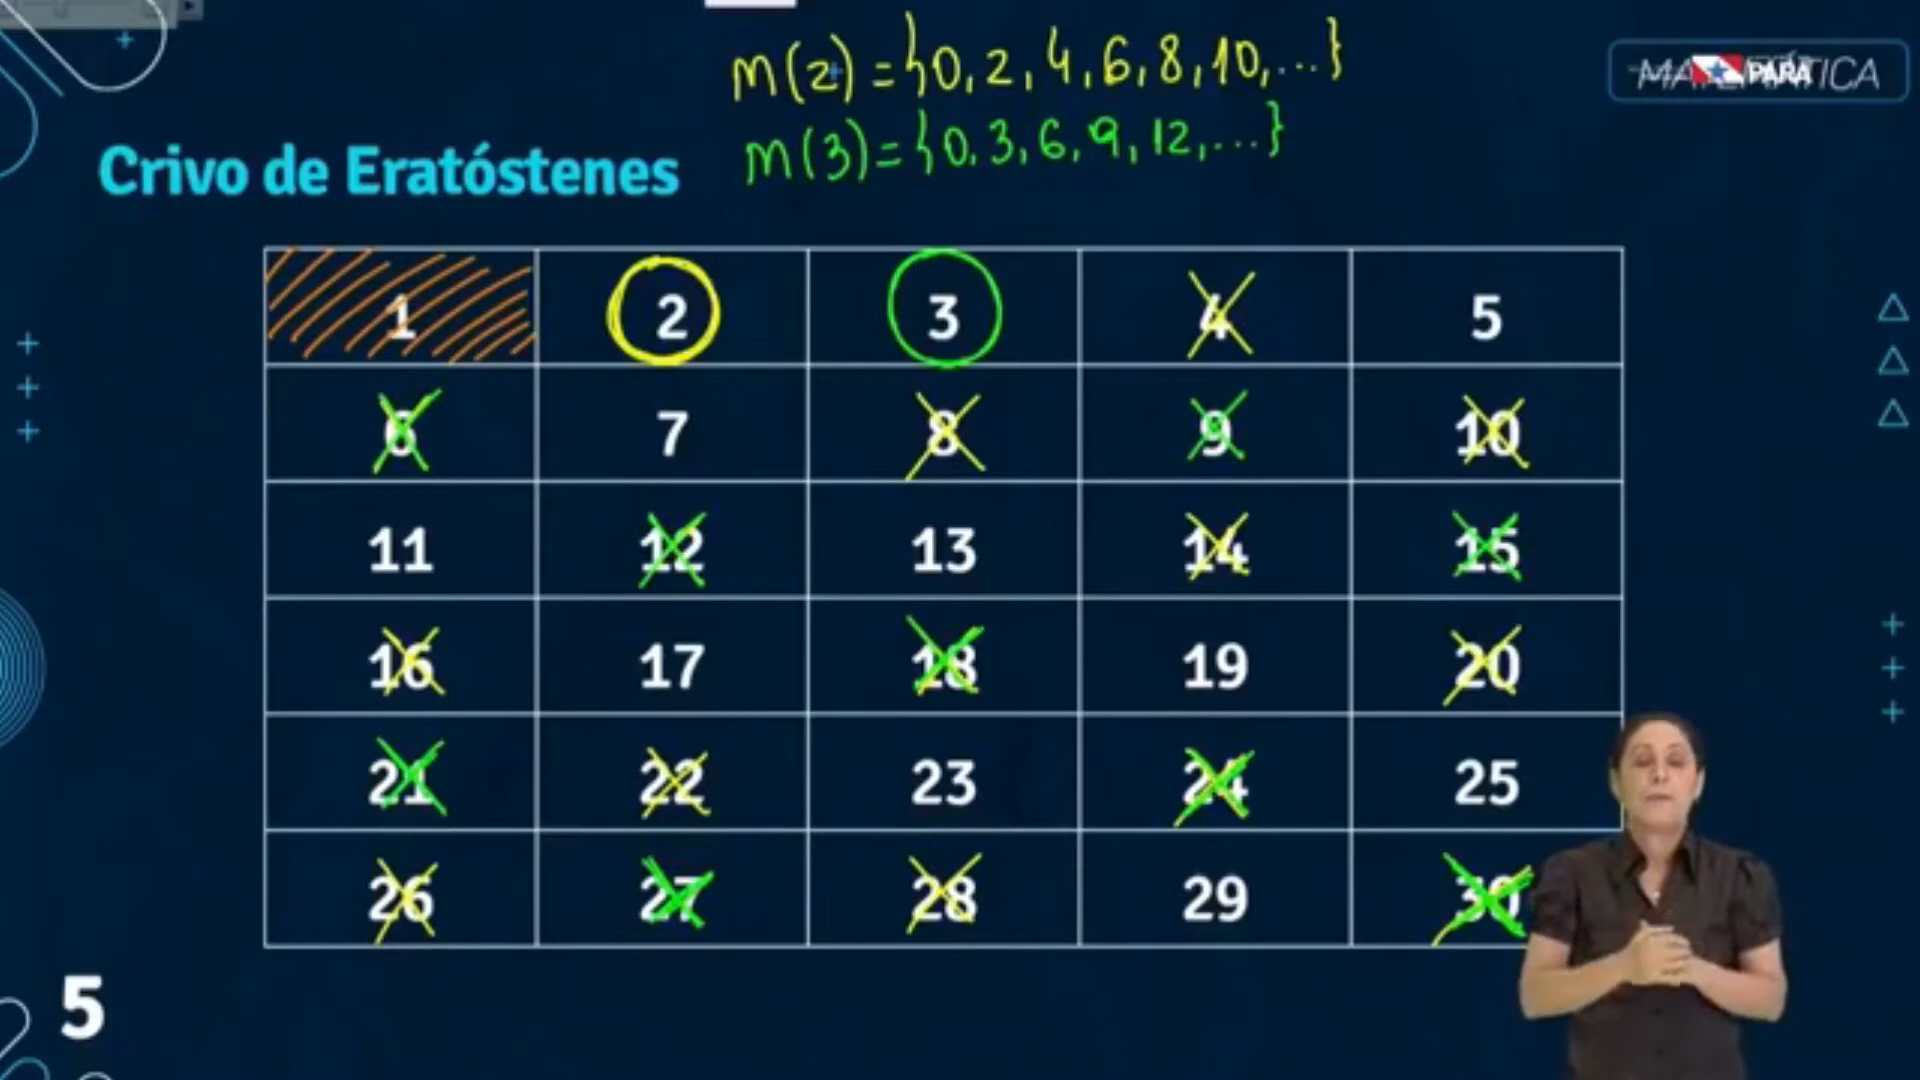 m(2) = {0, 2, 4, 6, 8, 10, ...}
MATEMÁTICA
PARÁ
m(3) = {0, 3, 6, 9, 12, ...}
Crivo de Eratóstenes
1 2 3 4 5
6 7 8 9 10
11 12 13 14 15
16 17 18 19 20
21 22 23 24 25
26 27 28 29 30
5